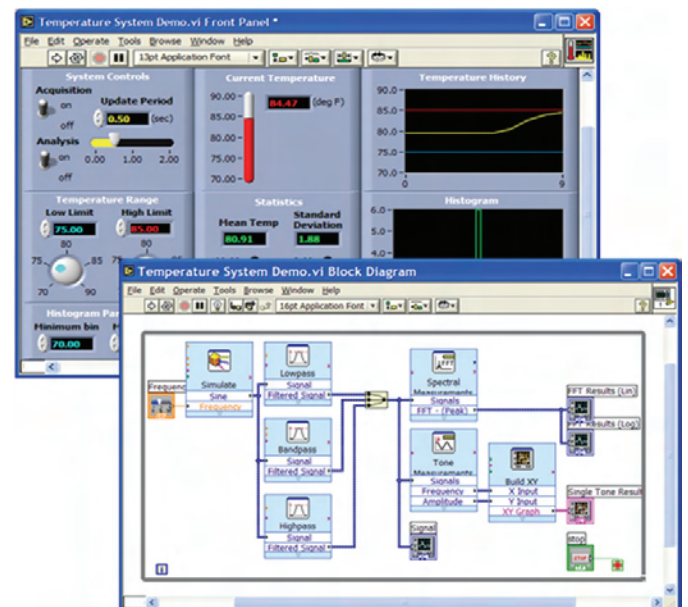 Temperature System Demo.vi Front Panel *
File Edit Operate Tools Browse Window Help
13pt Application Font
System Controls
Acquisition
on
off
Update Period
0.50 (sec)
Analysis
on
off
0.00 1.00 2.00
Current Temperature
90.00
85.00
80.00
75.00
70.00
84.47 (deg F)
Temperature History
90.0
85.0
80.0
75.0
70.0
0 9
Temperature Range
Low Limit High Limit
75.00 85.00
80 80
75 85 75
70 90
Statistics
Mean Temp
Standard Deviation
80.91 1.88
Histogram
6.0
5.0
4.0
Histogram Pa
Minimum bin
70.00
Temperature System Demo.vi Block Diagram
File Edit Operate Tools Browse Window Help
16pt Application Font
Frequenc
Simulate
Sine
Frequency
Lowpass
Signal
Filtered Signal
Bandpass
Signal
Filtered Signal
Highpass
Signal
Filtered Signal
Spectral
Measurements
Signals
FFT - (Peak)
Tone
Measurements
Signals
Frequency
Amplitude
Build XY
X Input
Y Input
XY Graph
Signal
FFT Results (Lin)
FFT Results (Log)
Single Tone Result
stop
STOP
i